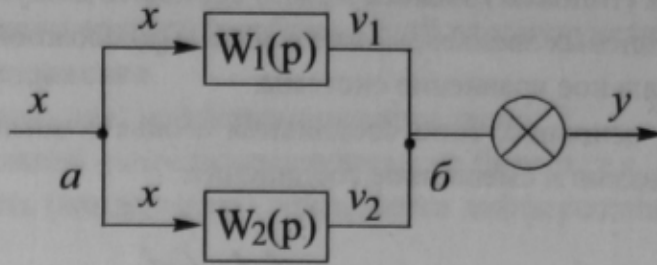 x W₁(p) v₁
x y
а б
x W₂(p) v₂